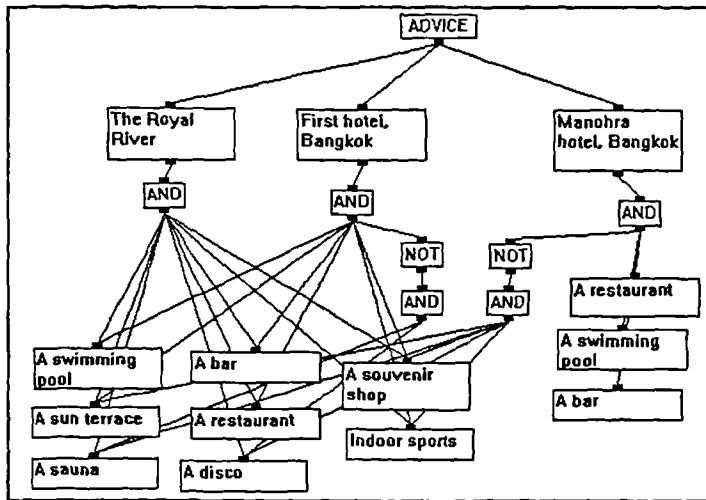 ADVICE
The Royal
River
First hotel,
Bangkok
Manohra
hotel, Bangkok
AND
AND
AND
NOT
NOT
AND
AND
A restaurant
A swimming
pool
A bar
A swimming
pool
A bar
A souvenir
shop
A sun terrace
A restaurant
Indoor sports
A sauna
A disco